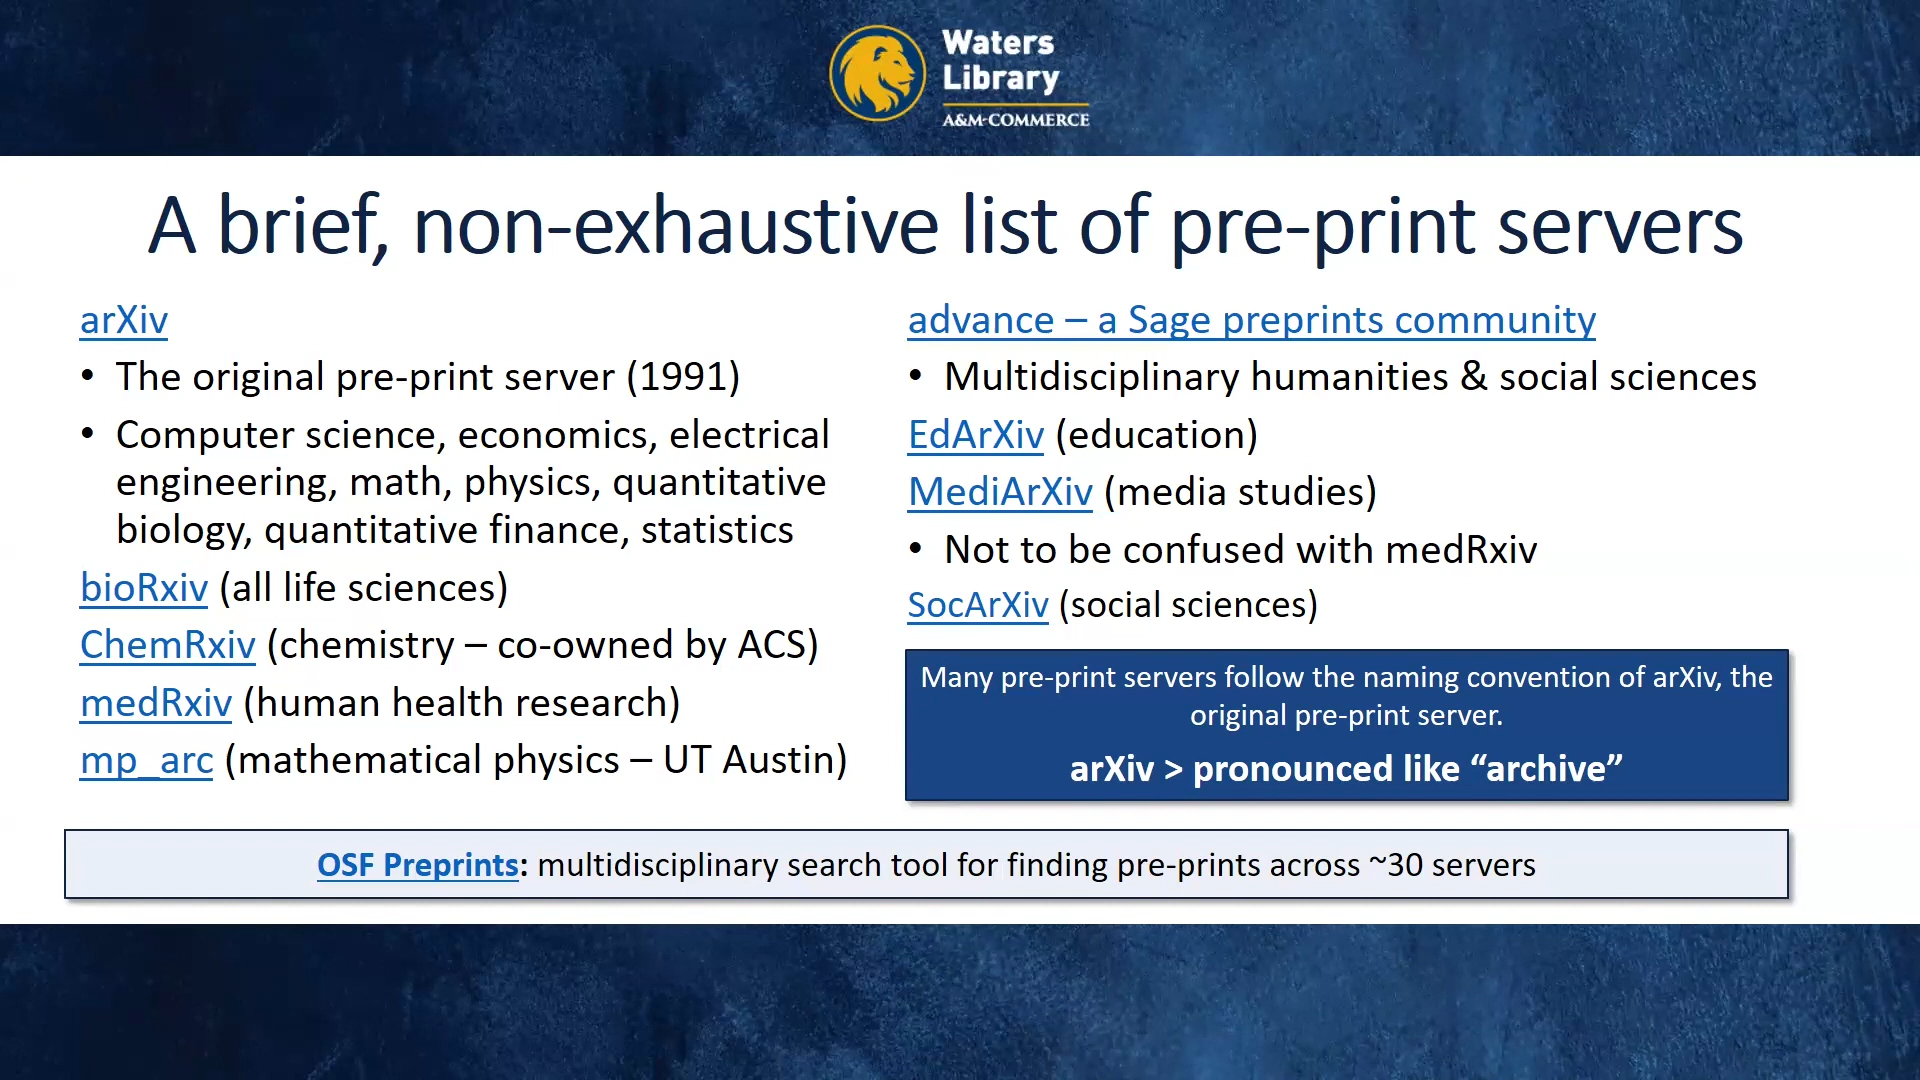 Waters
Library
A&M-COMMERCE
A brief, non-exhaustive list of pre-print servers
arXiv
• The original pre-print server (1991)
• Computer science, economics, electrical
engineering, math, physics, quantitative
biology, quantitative finance, statistics
bioRxiv (all life sciences)
ChemRxiv (chemistry – co-owned by ACS)
medRxiv (human health research)
mp_arc (mathematical physics – UT Austin)
advance – a Sage preprints community
• Multidisciplinary humanities & social sciences
EdArXiv (education)
MediArXiv (media studies)
• Not to be confused with medRxiv
SocArXiv (social sciences)
Many pre-print servers follow the naming convention of arXiv, the
original pre-print server.
arXiv > pronounced like “archive”
OSF Preprints: multidisciplinary search tool for finding pre-prints across ~30 servers